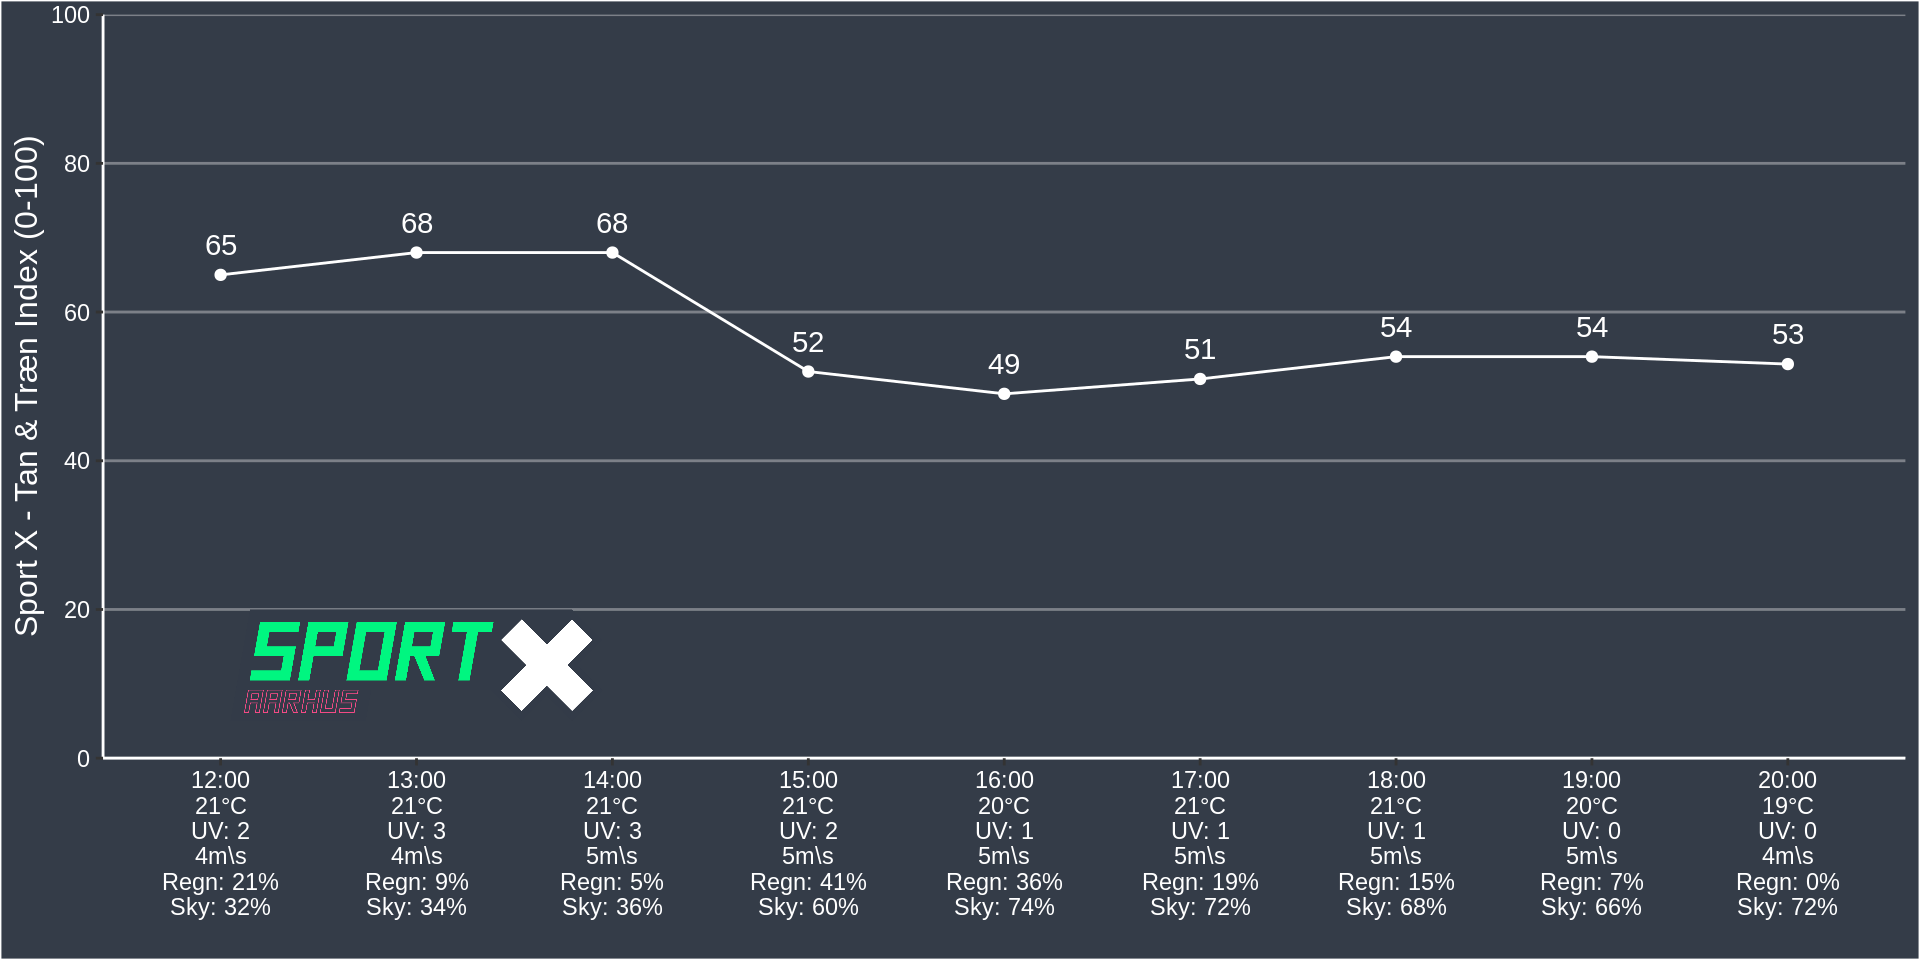 Sport X - Tan & Træn Index (0-100)
100
80
60
40
20
0
65
68
68
52
49
51
54
54
53
SPORT X
AARHUS
12:00 13:00 14:00 15:00 16:00 17:00 18:00 19:00 20:00
21°C 21°C 21°C 21°C 20°C 21°C 21°C 20°C 19°C
UV: 2 UV: 3 UV: 3 UV: 2 UV: 1 UV: 1 UV: 1 UV: 0 UV: 0
4m\s 4m\s 5m\s 5m\s 5m\s 5m\s 5m\s 5m\s 4m\s
Regn: 21% Regn: 9% Regn: 5% Regn: 41% Regn: 36% Regn: 19% Regn: 15% Regn: 7% Regn: 0%
Sky: 32% Sky: 34% Sky: 36% Sky: 60% Sky: 74% Sky: 72% Sky: 68% Sky: 66% Sky: 72%